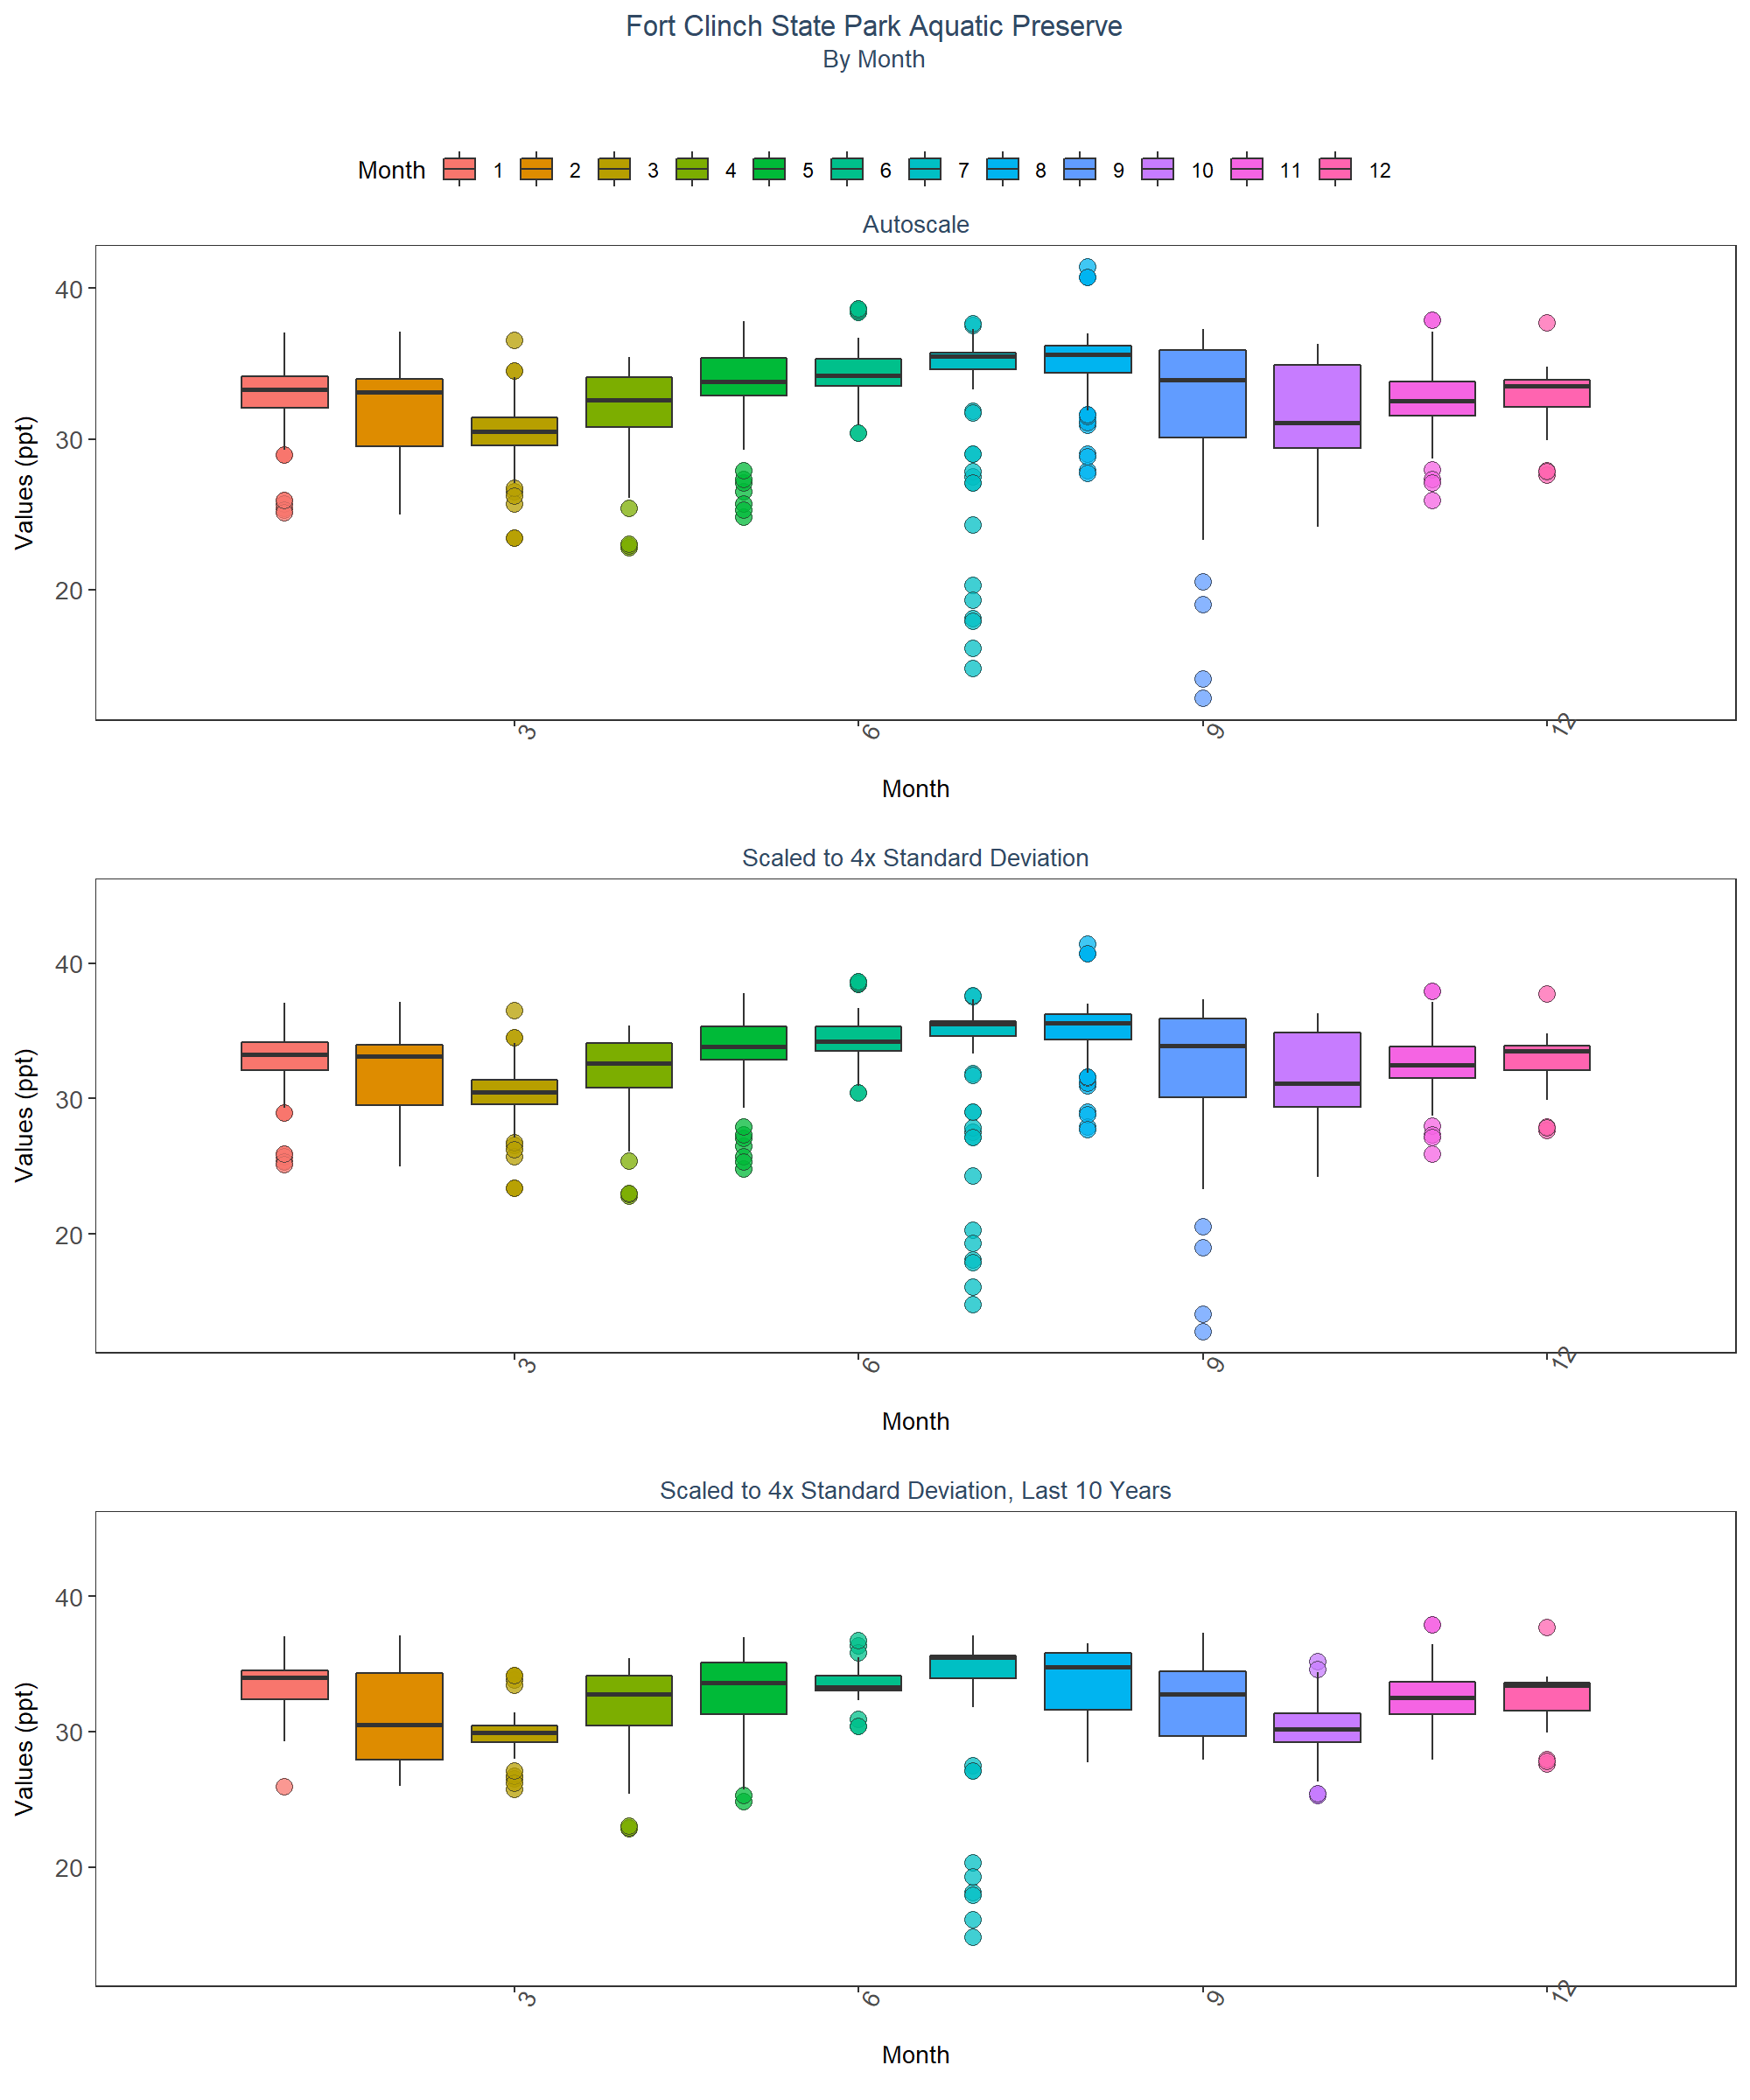 Fort Clinch State Park Aquatic Preserve
By Month
Month 1 2 3 4 5 6 7 8 9 10 11 12
Autoscale
Values (ppt)
40
30
20
3 6 9 12
Month
Scaled to 4x Standard Deviation
Values (ppt)
40
30
20
3 6 9 12
Month
Scaled to 4x Standard Deviation, Last 10 Years
Values (ppt)
40
30
20
3 6 9 12
Month